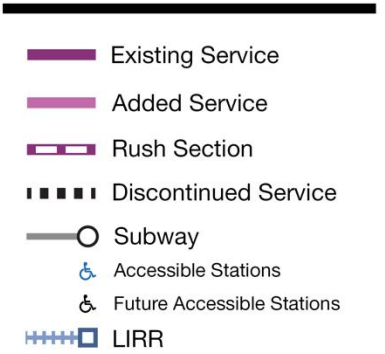 Existing Service
Added Service
Rush Section
Discontinued Service
Subway
Accessible Stations
Future Accessible Stations
LIRR